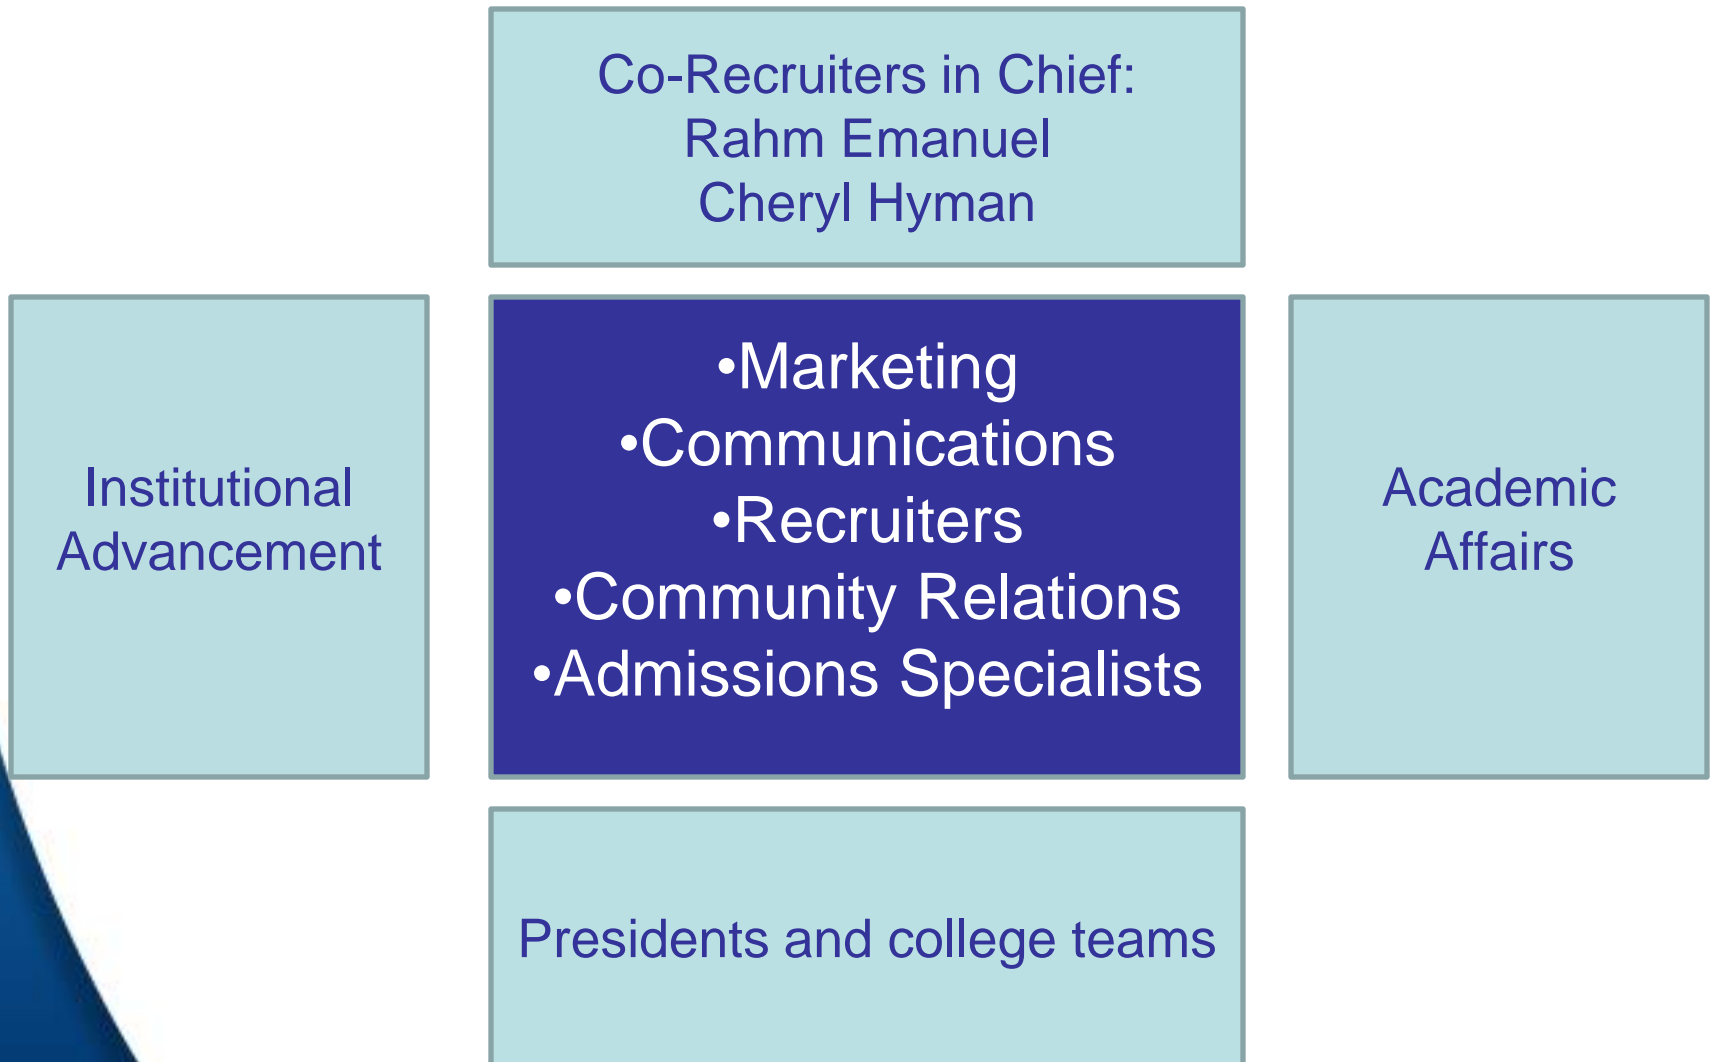 Co-Recruiters in Chief:
Rahm Emanuel
Cheryl Hyman
Institutional
Advancement
•Marketing
•Communications
•Recruiters
•Community Relations
•Admissions Specialists
Academic
Affairs
Presidents and college teams